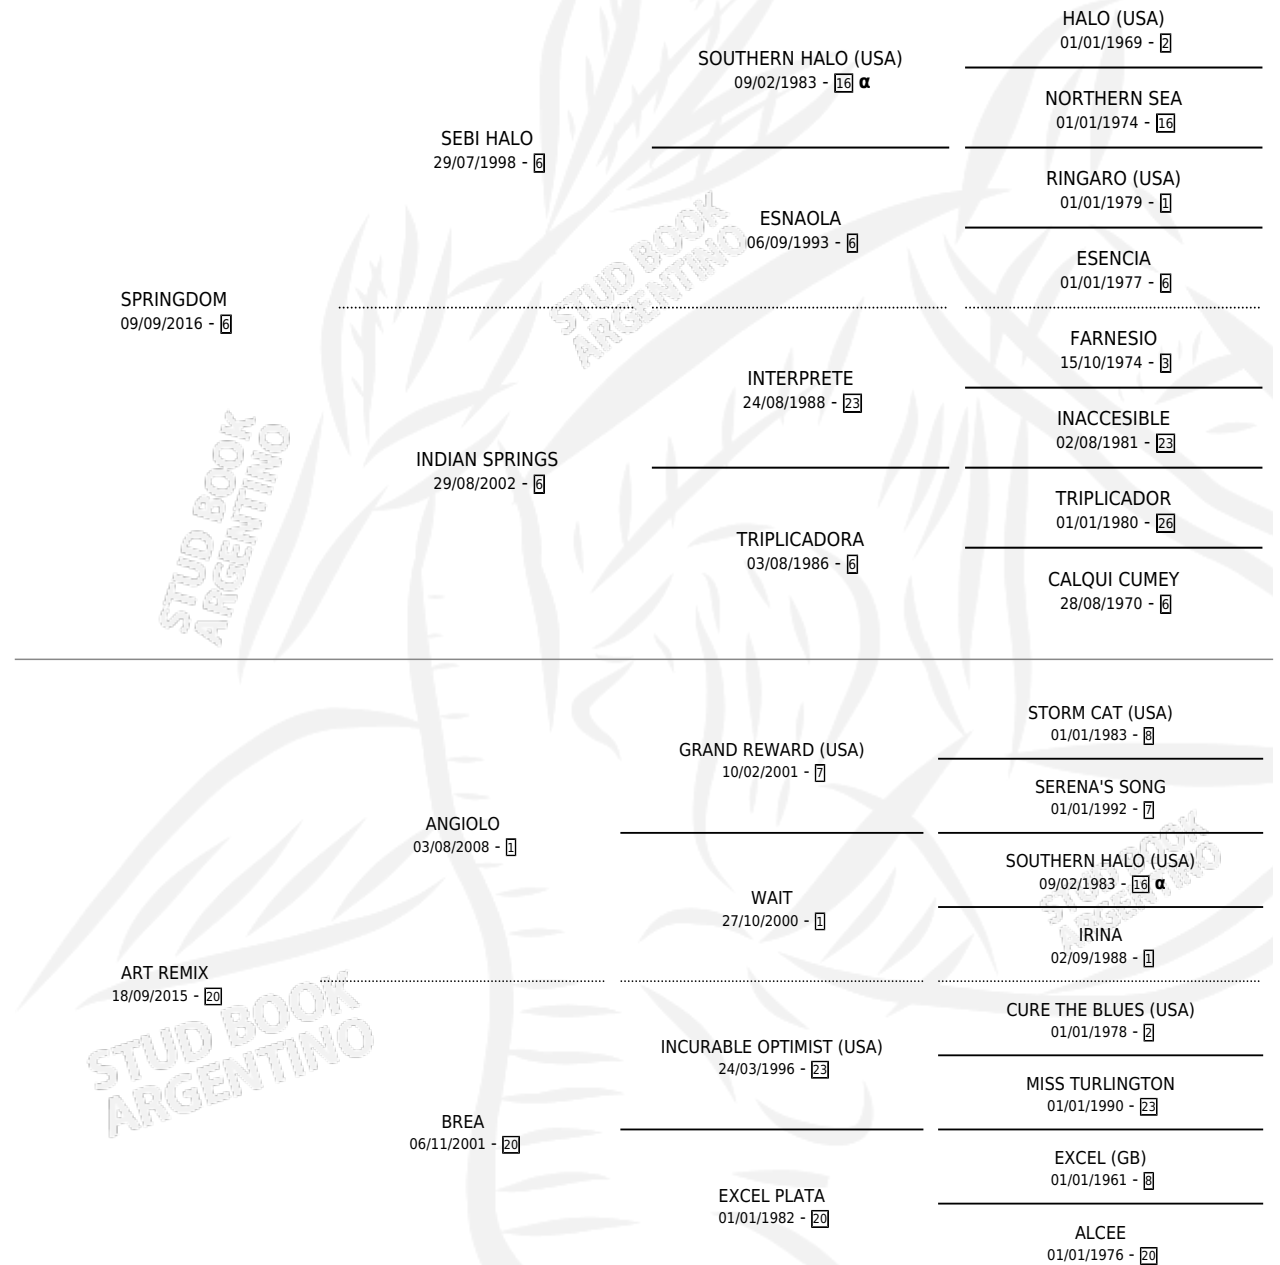 HALO (USA)
01/01/1969 - 2
SOUTHERN HALO (USA)
09/02/1983 - 16 α
NORTHERN SEA
01/01/1974 - 16
SEBI HALO
29/07/1998 - 6
RINGARO (USA)
01/01/1979 - 1
ESNAOLA
06/09/1993 - 6
ESENCIA
01/01/1977 - 6
SPRINGDOM
09/09/2016 - 6
FARNESIO
15/10/1974 - 3
INTERPRETE
24/08/1988 - 23
INACCESIBLE
02/08/1981 - 23
INDIAN SPRINGS
29/08/2002 - 6
TRIPLICADOR
01/01/1980 - 26
TRIPLICADORA
03/08/1986 - 6
CALQUI CUMEY
28/08/1970 - 6
STORM CAT (USA)
01/01/1983 - 8
GRAND REWARD (USA)
10/02/2001 - 7
SERENA'S SONG
01/01/1992 - 7
ANGIOLO
03/08/2008 - 1
SOUTHERN HALO (USA)
09/02/1983 - 16 α
WAIT
27/10/2000 - 1
IRINA
02/09/1988 - 1
ART REMIX
18/09/2015 - 20
CURE THE BLUES (USA)
01/01/1978 - 2
INCURABLE OPTIMIST (USA)
24/03/1996 - 23
MISS TURLINGTON
01/01/1990 - 23
BREA
06/11/2001 - 20
EXCEL (GB)
01/01/1961 - 8
EXCEL PLATA
01/01/1982 - 20
ALCEE
01/01/1976 - 20
STUD BOOK
ARGENTINO
STUD BOOK
ARGENTINO
STUD BOOK
ARGENTINO
STUD BOOK
ARGENTINO